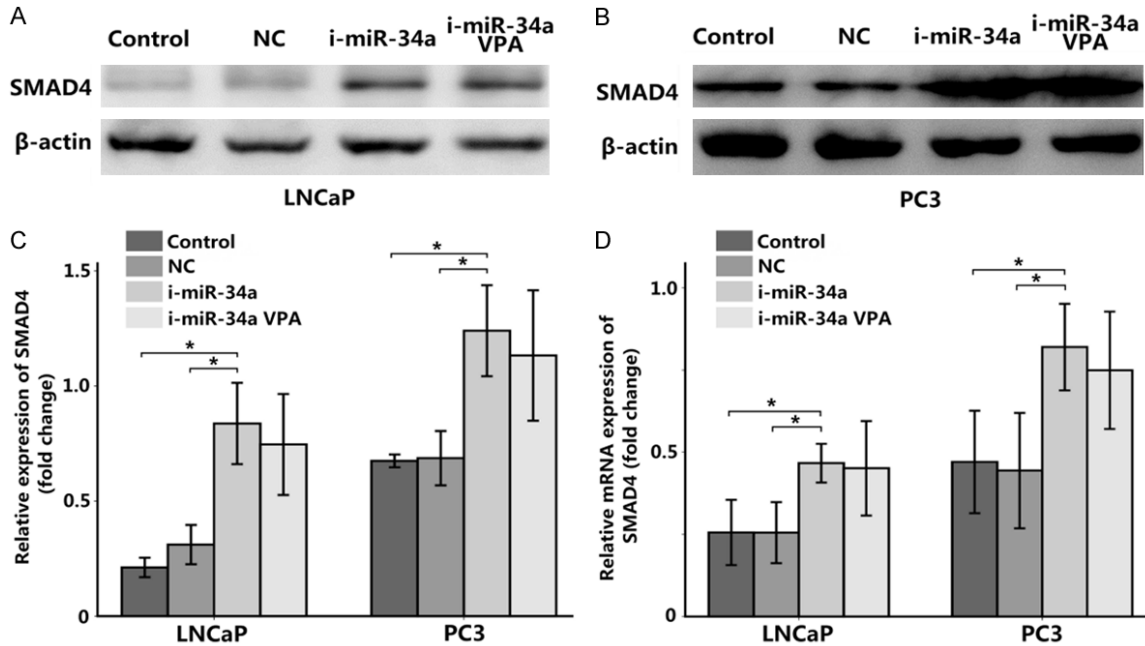 A
Control NC i-miR-34a i-miR-34a
VPA
SMAD4
β-actin
LNCaP
B
Control NC i-miR-34a i-miR-34a
VPA
SMAD4
β-actin
PC3
C
Control
NC
i-miR-34a
i-miR-34a VPA
Relative expression of SMAD4
(fold change)
1.5
1.0
0.5
0
* *
* *
LNCaP PC3
D
Control
NC
i-miR-34a
i-miR-34a VPA
Relative mRNA expression of
SMAD4 (fold change)
1.0
0.5
0
* *
* *
LNCaP PC3